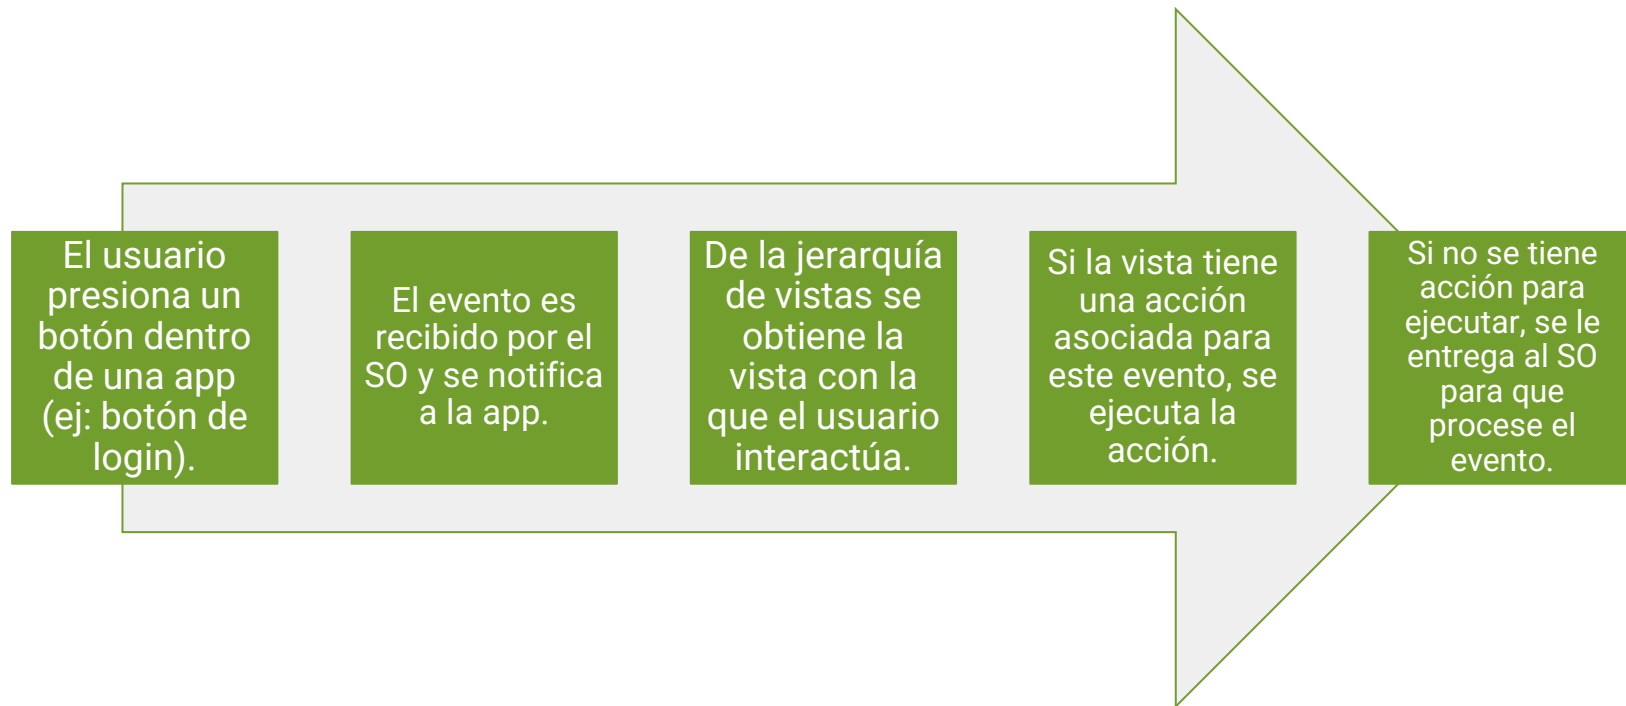 El usuario
presiona un
botón dentro
de una app
(ej: botón de
login).
El evento es
recibido por el
SO y se notifica
a la app.
De la jerarquía
de vistas se
obtiene la
vista con la
que el usuario
interactúa.
Si la vista tiene
una acción
asociada para
este evento, se
ejecuta la
acción.
Si no se tiene
acción para
ejecutar, se le
entrega al SO
para que
procese el
evento.